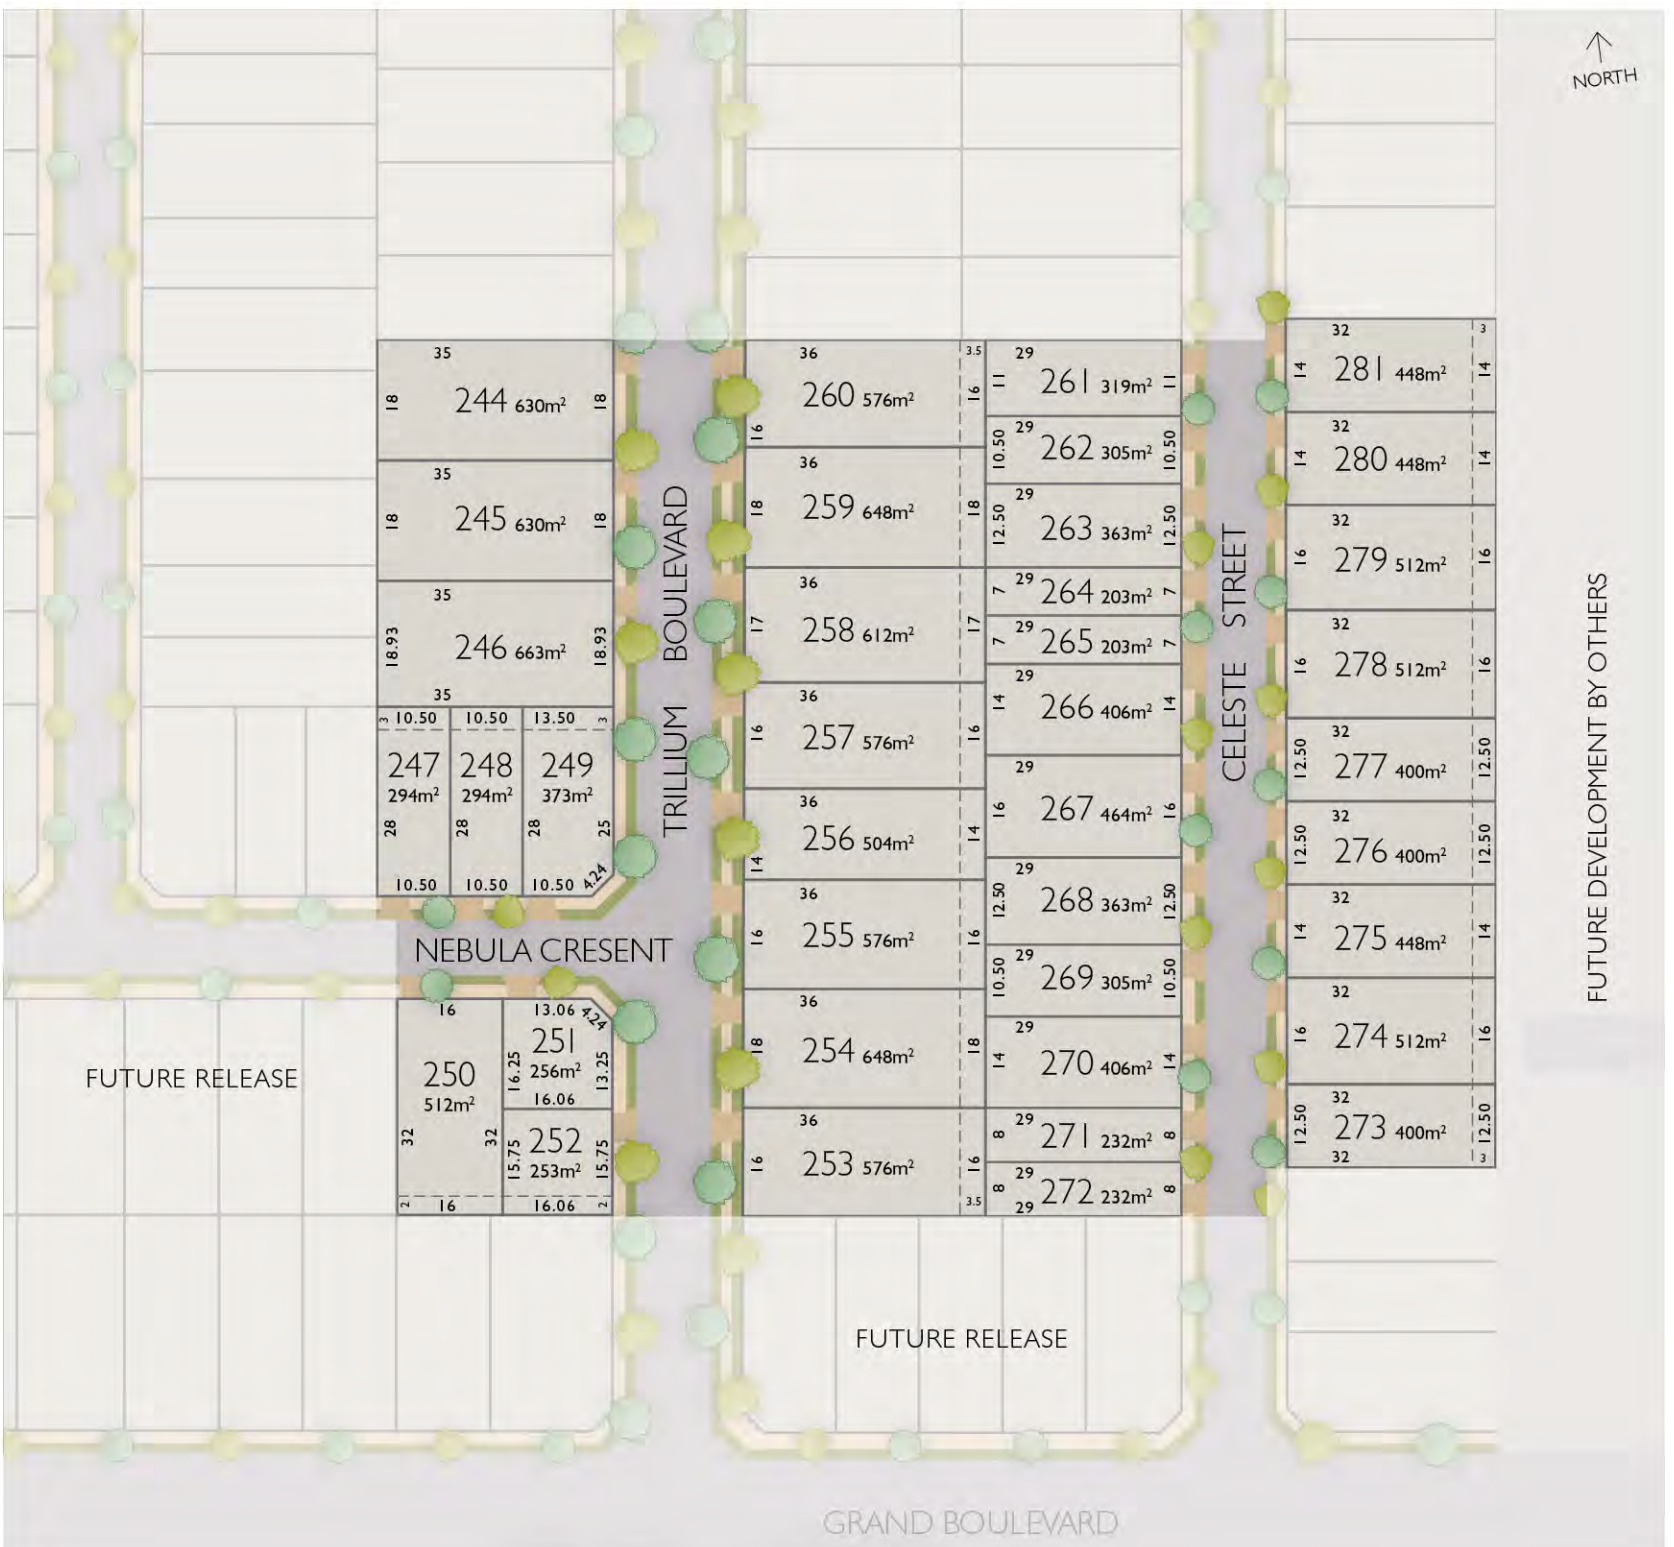 NORTH
35
18
244 630m²
18
35
18
245 630m²
18
35
18.93
246 663m²
18.93
35
3 10.50
10.50
13.50 3
247
294m²
28
10.50
248
294m²
28
10.50
249
373m²
28
25
10.50
4.24
NEBULA CRESENT
16
250
512m²
32
32
2
16
13.06 4.24
251
16.25
256m²
13.25
16.06
252
15.75
253m²
15.75
16.06
2
FUTURE RELEASE
TRILLIUM BOULEVARD
36
3.5
260 576m²
16
16
36
18
259 648m²
18
36
17
258 612m²
17
36
16
257 576m²
16
36
256 504m²
14
14
36
16
255 576m²
16
36
18
254 648m²
18
36
16
253 576m²
16
3.5
29
11
261 319m²
11
29
10.50
262 305m²
10.50
29
12.50
263 363m²
12.50
29
7
264 203m²
7
29
7
265 203m²
7
29
14
266 406m²
14
29
16
267 464m²
16
29
12.50
268 363m²
12.50
29
10.50
269 305m²
10.50
29
14
270 406m²
14
29
8
271 232m²
8
29
8
272 232m²
8
29
CELESTE STREET
32
3
14
281 448m²
14
32
14
280 448m²
14
32
16
279 512m²
16
32
16
278 512m²
16
32
12.50
277 400m²
12.50
32
12.50
276 400m²
12.50
32
14
275 448m²
14
32
16
274 512m²
16
32
12.50
273 400m²
12.50
32
3
FUTURE DEVELOPMENT BY OTHERS
FUTURE RELEASE
GRAND BOULEVARD